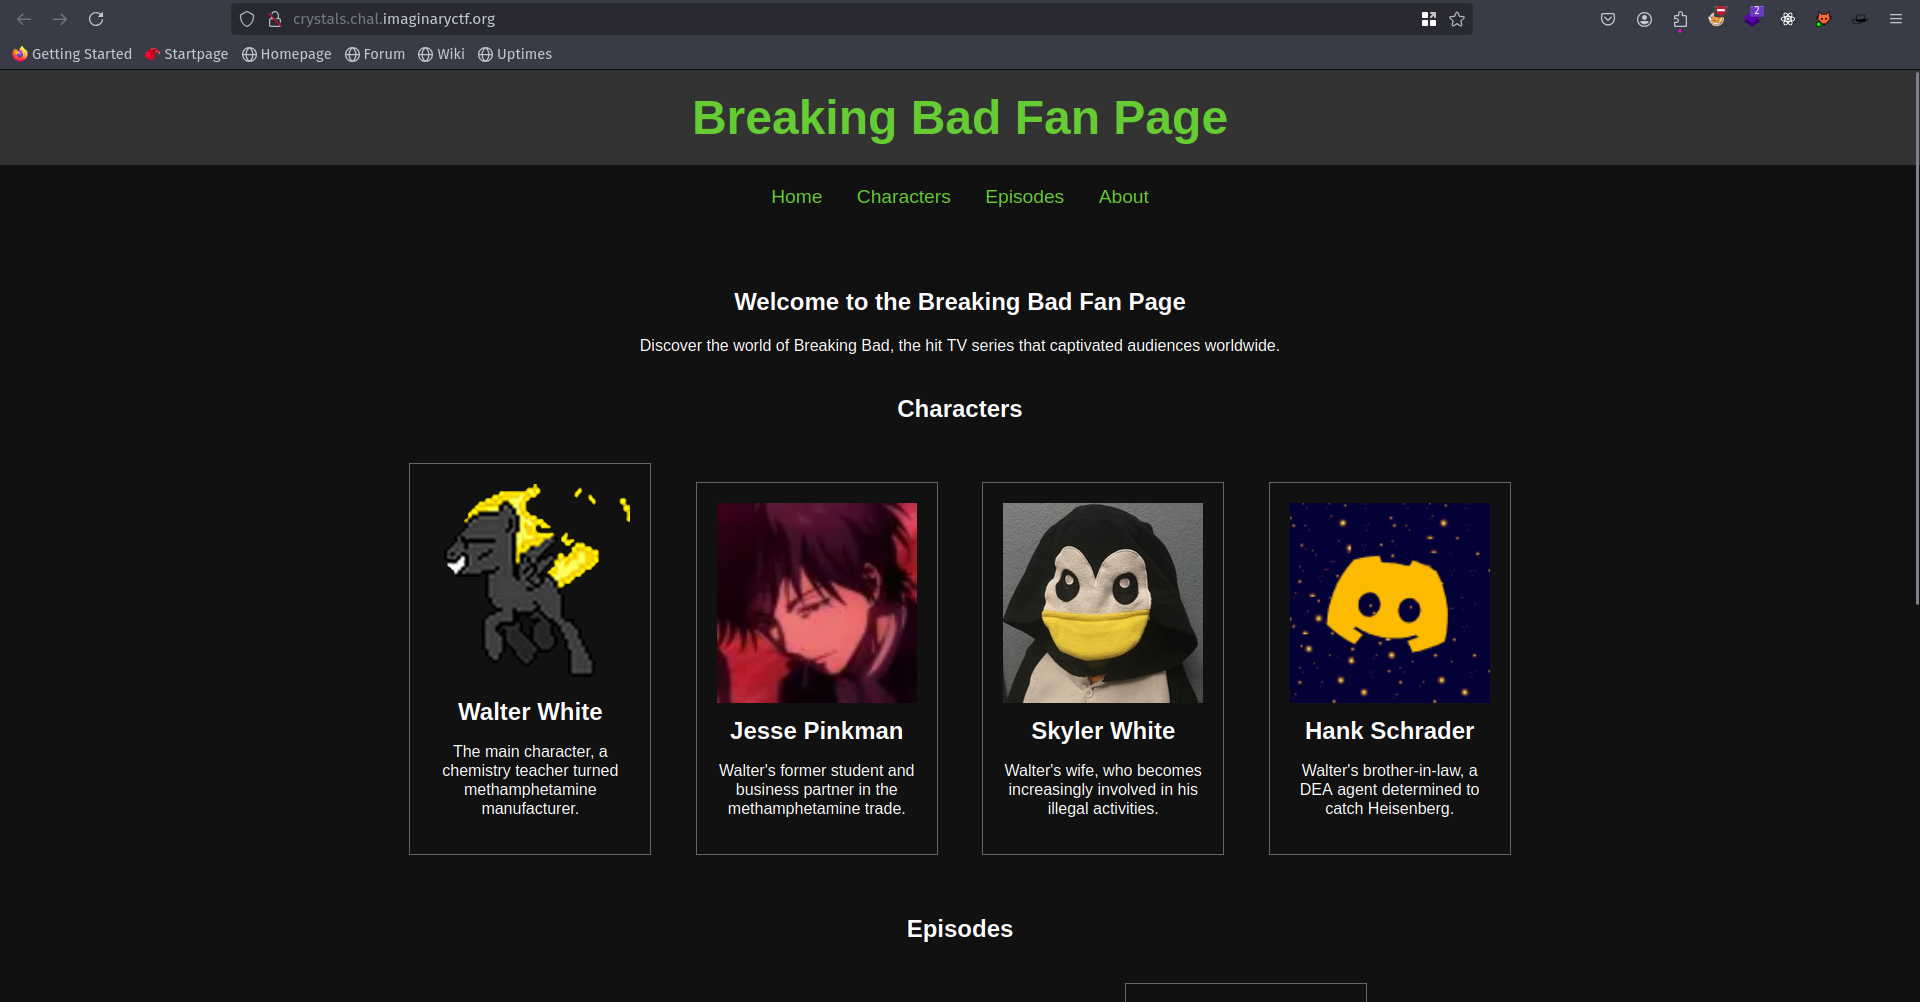 crystals.chal.imaginaryctf.org
2
Getting Started Startpage Homepage Forum Wiki Uptimes
Breaking Bad Fan Page
Home Characters Episodes About
Welcome to the Breaking Bad Fan Page
Discover the world of Breaking Bad, the hit TV series that captivated audiences worldwide.
Characters
Walter White
The main character, a
chemistry teacher turned
methamphetamine
manufacturer.
Jesse Pinkman
Walter's former student and
business partner in the
methamphetamine trade.
Skyler White
Walter's wife, who becomes
increasingly involved in his
illegal activities.
Hank Schrader
Walter's brother-in-law, a
DEA agent determined to
catch Heisenberg.
Episodes